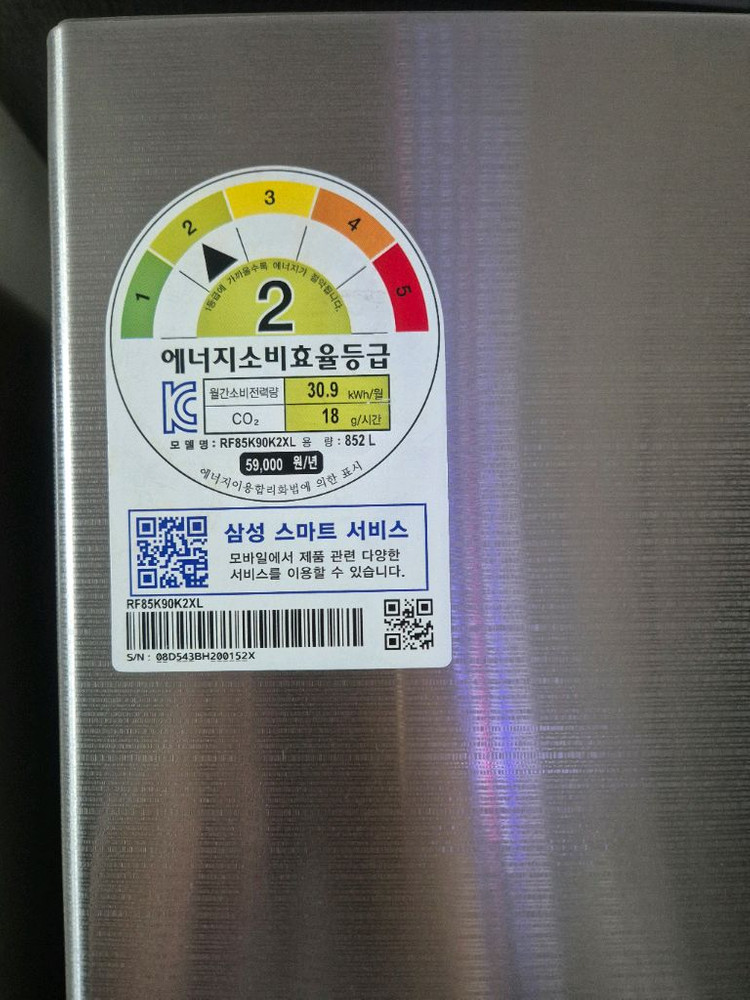 1 2 3 4 5
1등급에 가까울수록 에너지가 절약됩니다.
2
에너지소비효율등급
월간소비전력량 30.9 kWh/월
CO₂ 18 g/시간
모 델 명 : RF85K90K2XL 용 량 : 852 L
59,000 원/년
에너지이용합리화법에 의한 표시
삼성 스마트 서비스
모바일에서 제품 관련 다양한
서비스를 이용할 수 있습니다.
RF85K90K2XL
S/N : 08D543BH200152X